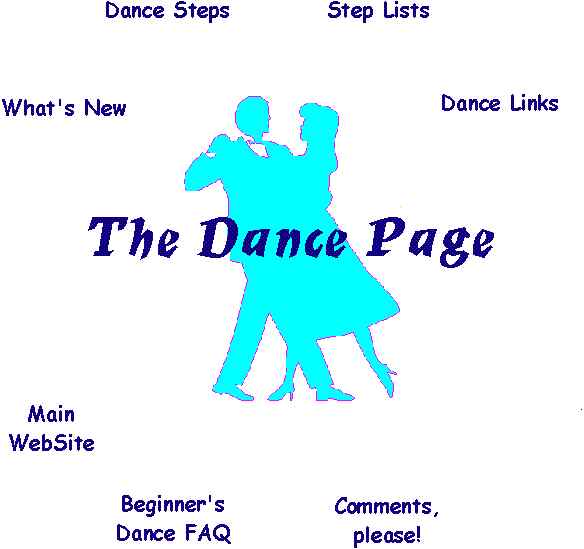 Dance Steps
Step Lists
What's New
Dance Links
The Dance Page
Main
WebSite
Beginner's
Dance FAQ
Comments,
please!